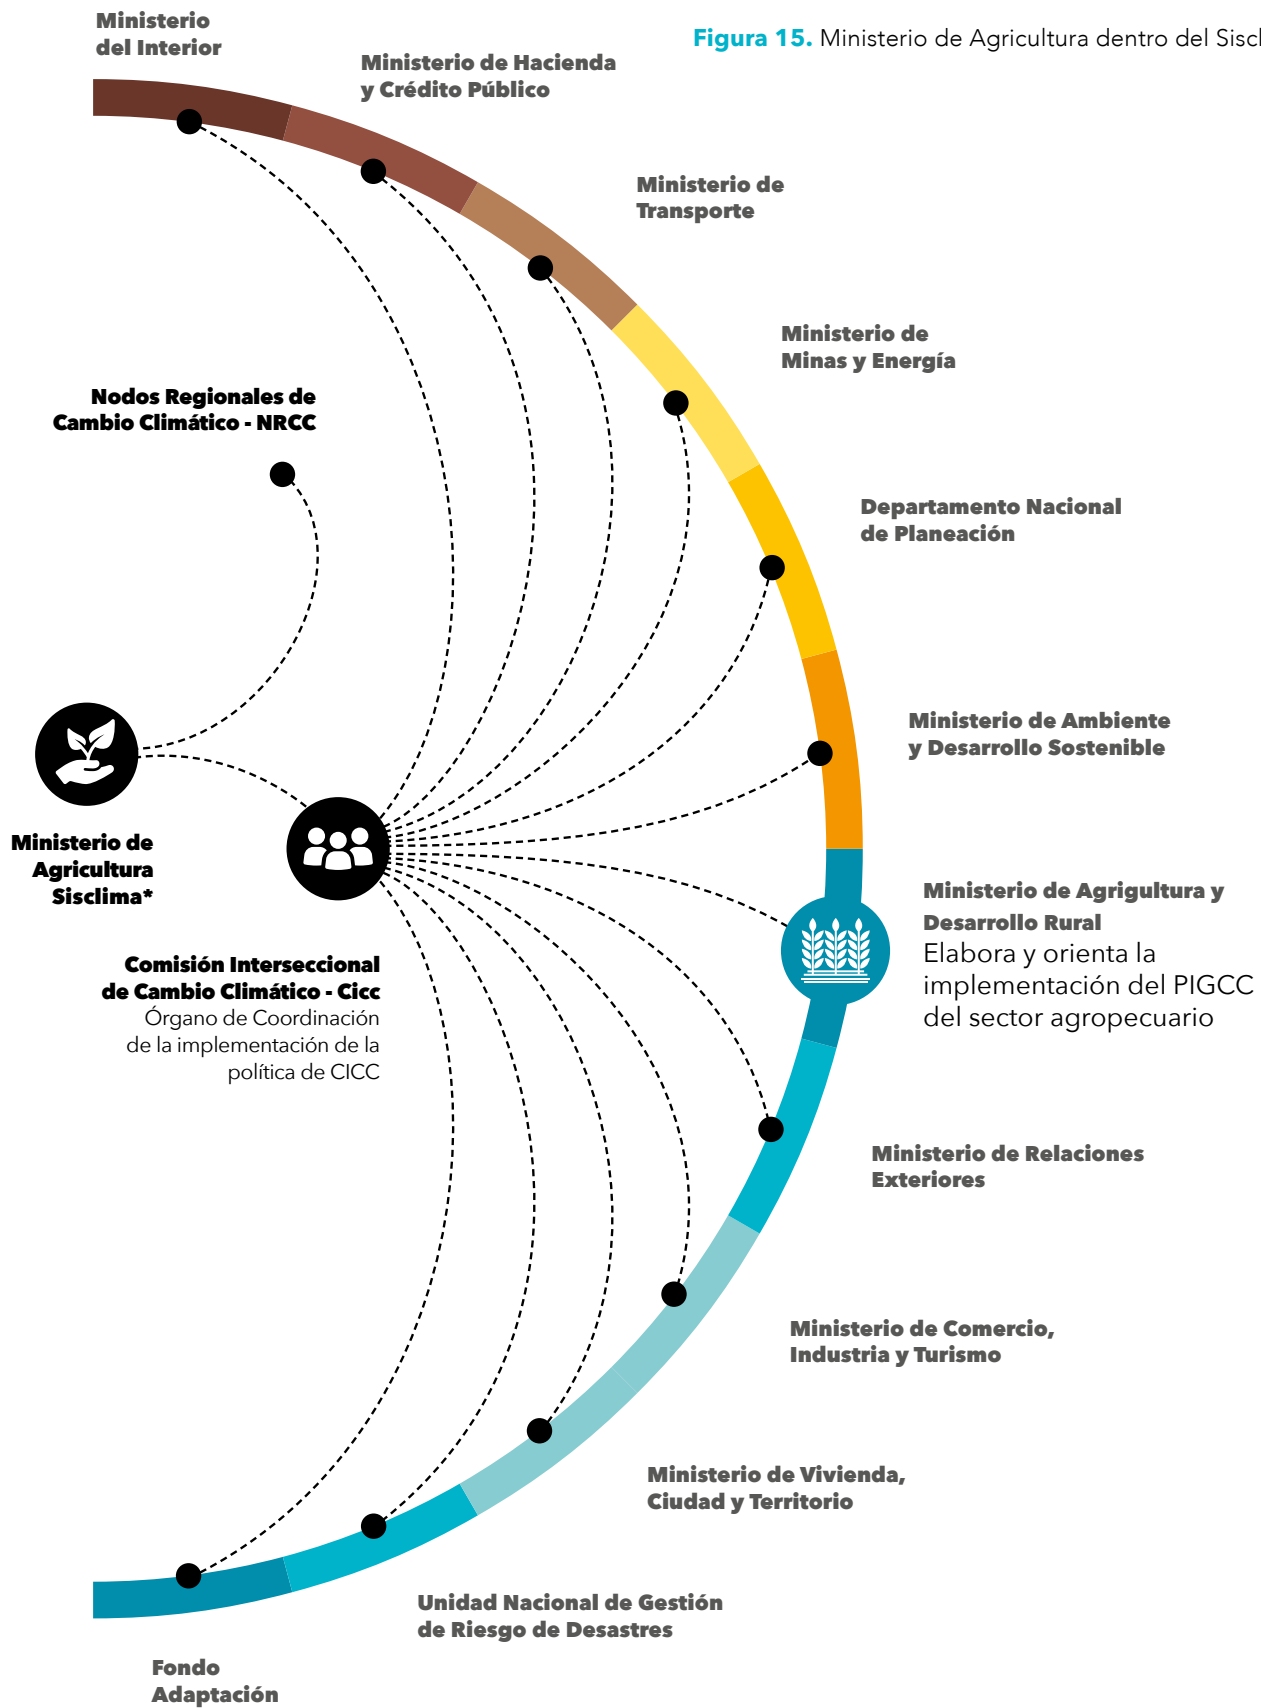 Figura 15. Ministerio de Agricultura dentro del Siscl
Ministerio
del Interior
Ministerio de Hacienda
y Crédito Público
Ministerio de
Transporte
Ministerio de
Minas y Energía
Nodos Regionales de
Cambio Climático - NRCC
Departamento Nacional
de Planeación
Ministerio de Ambiente
y Desarrollo Sostenible
Ministerio de
Agricultura
Sisclima*
Ministerio de Agrigultura y
Desarrollo Rural
Elabora y orienta la
implementación del PIGCC
del sector agropecuario
Comisión Interseccional
de Cambio Climático - Cicc
Órgano de Coordinación
de la implementación de la
política de CICC
Ministerio de Relaciones
Exteriores
Ministerio de Comercio,
Industria y Turismo
Ministerio de Vivienda,
Ciudad y Territorio
Unidad Nacional de Gestión
de Riesgo de Desastres
Fondo
Adaptación